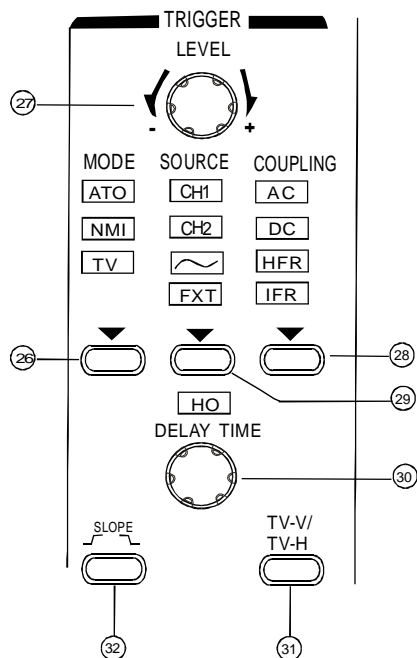 TRIGGER
LEVEL
27
- +
MODE SOURCE COUPLING
ATO CH1 AC
NMI CH2 DC
TV HFR
FXT IFR
26 28
29
HO
DELAY TIME
30
SLOPE TV-V/
TV-H
32 31